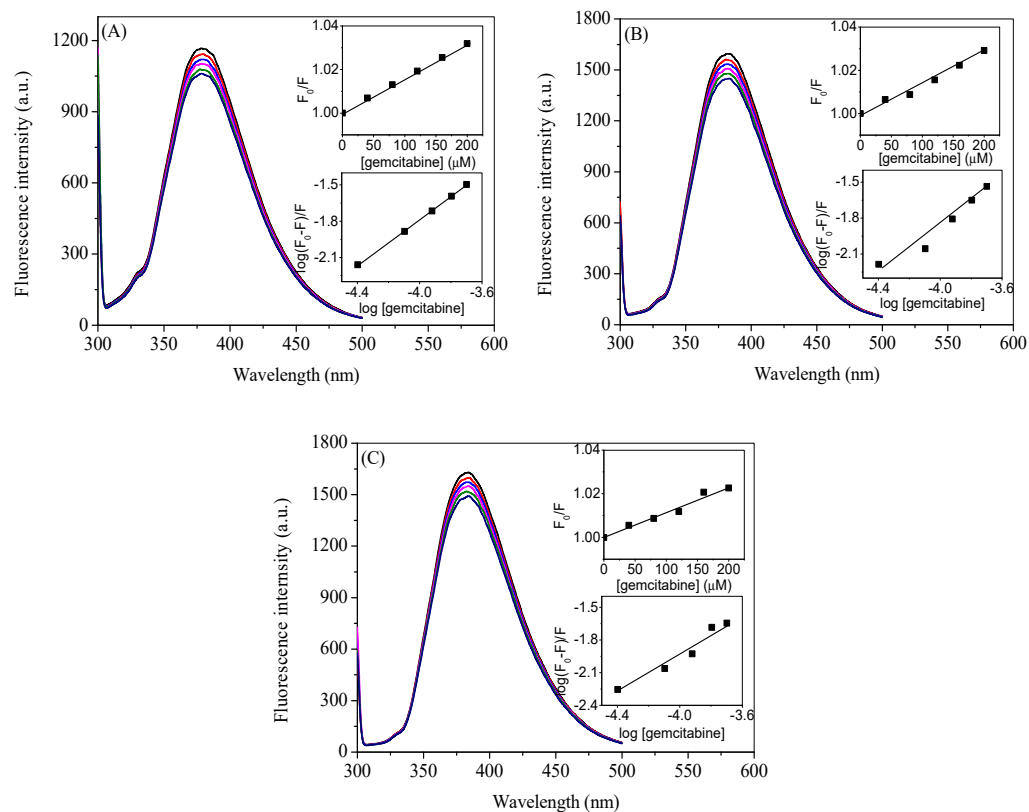 (A)
Fluorescence internsity (a.u.)
1200
900
600
300
0
300 350 400 450 500 550 600
Wavelength (nm)
F0/F
1.04
1.02
1.00
0 50 100 150 200
[gemcitabine] (μM)
log(F0-F)/F
-1.5
-1.8
-2.1
-4.4 -4.0 -3.6
log [gemcitabine]
(B)
Fluorescence internsity (a.u.)
1800
1500
1200
900
600
300
0
300 350 400 450 500 550 600
Wavelength (nm)
F0/F
1.04
1.02
1.00
0 50 100 150 200
[gemcitabine] (μM)
log(F0-F)/F
-1.5
-1.8
-2.1
-4.4 -4.0 -3.6
log [gemcitabine]
(C)
Fluorescence internsity (a.u.)
1800
1500
1200
900
600
300
0
300 350 400 450 500 550 600
Wavelength (nm)
F0/F
1.04
1.02
1.00
0 50 100 150 200
[gemcitabine] (μM)
log(F0-F)/F
-1.5
-1.8
-2.1
-2.4
-4.4 -4.0 -3.6
log [gemcitabine]